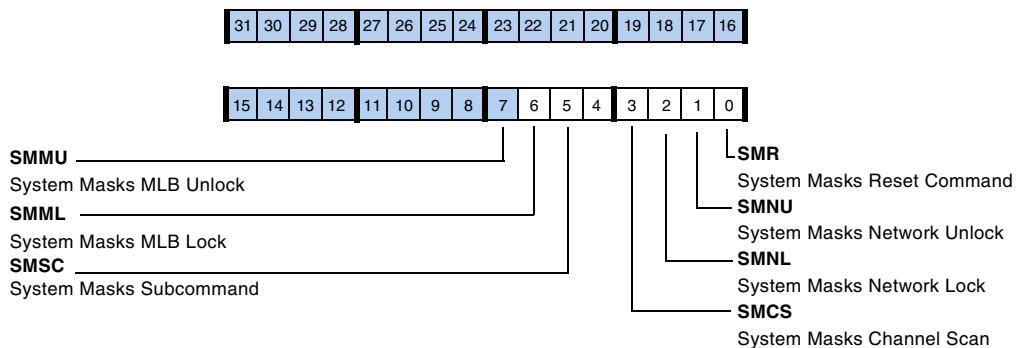 31 30 29 28 27 26 25 24 23 22 21 20 19 18 17 16
15 14 13 12 11 10 9 8 7 6 5 4 3 2 1 0
SMMU
System Masks MLB Unlock
SMML
System Masks MLB Lock
SMSC
System Masks Subcommand
SMR
System Masks Reset Command
SMNU
System Masks Network Unlock
SMNL
System Masks Network Lock
SMCS
System Masks Channel Scan